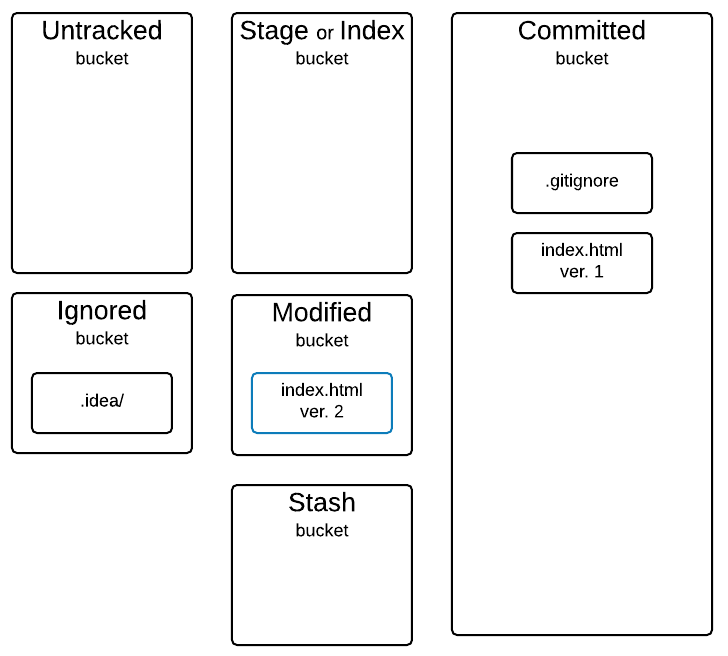 Untracked
bucket
Stage or Index
bucket
Committed
bucket
.gitignore
index.html
ver. 1
Ignored
bucket
.idea/
Modified
bucket
index.html
ver. 2
Stash
bucket